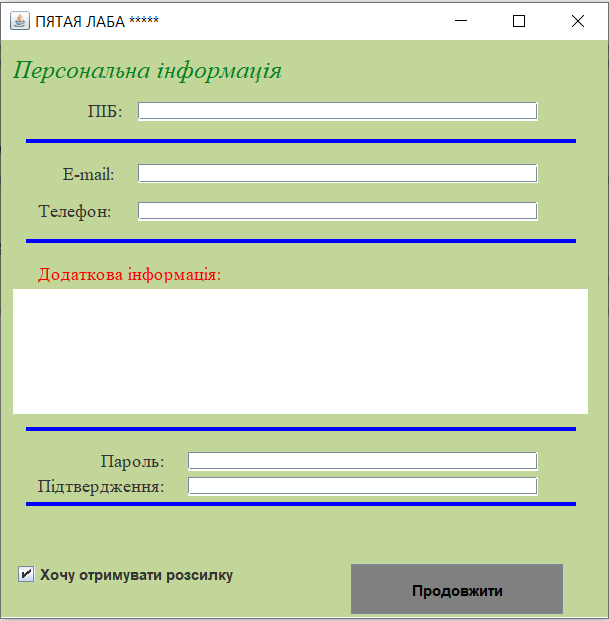 ПЯТАЯ ЛАБА *****
Персональна інформація
ПІБ:
E-mail:
Телефон:
Додаткова інформація:
Пароль:
Підтвердження:
Хочу отримувати розсилку
Продовжити